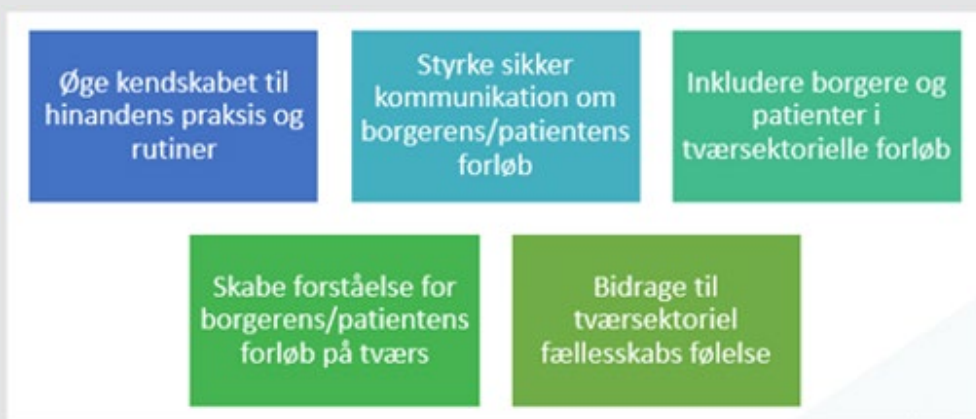 Øge kendskabet til
hinandens praksis og
rutiner
Styrke sikker
kommunikation om
borgerens/patientens
forløb
Inkludere borgere og
patienter i
tværsektorielle forløb
Skabe forståelse for
borgerens/patientens
forløb på tværs
Bidrage til
tværsektoriel
fællesskabs følelse